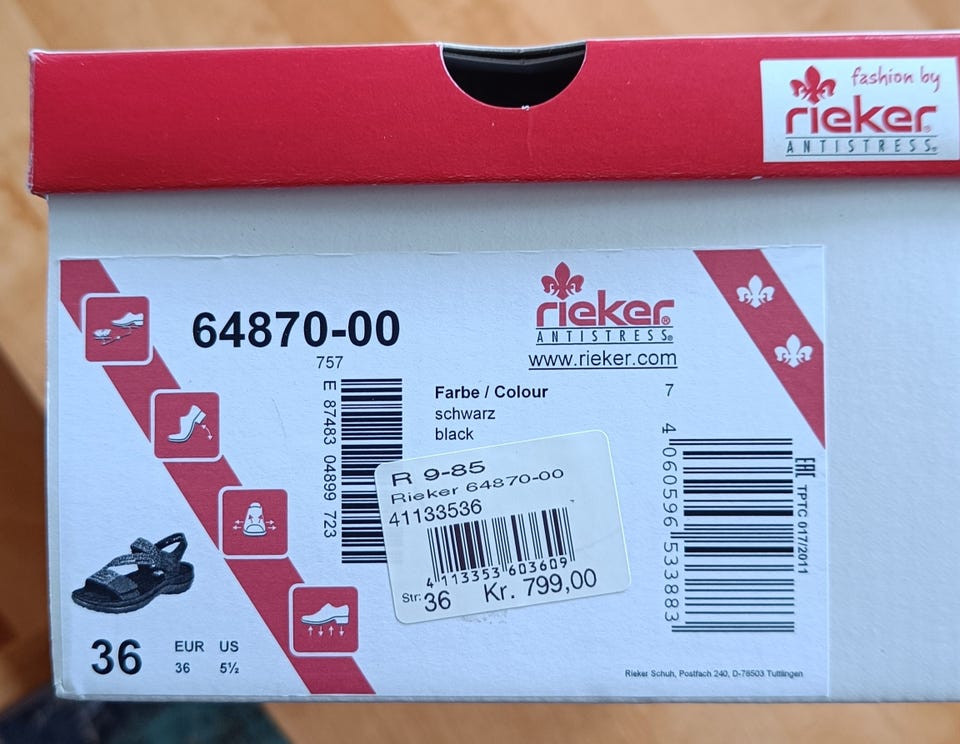 fashion by
rieker®
ANTISTRESS®
64870-00
757
rieker®
ANTISTRESS®
www.rieker.com
E 87483 04899 723
Farbe / Colour
schwarz
black
7
4 060596 533883
EAC TPTC 017/2011
R 9-85
Rieker 64870-00
41133536
4 113353 603609
Str: 36 Kr. 799,00
36
EUR US
36 5½
Rieker Schuh, Postfach 240, D-78503 Tuttlingen